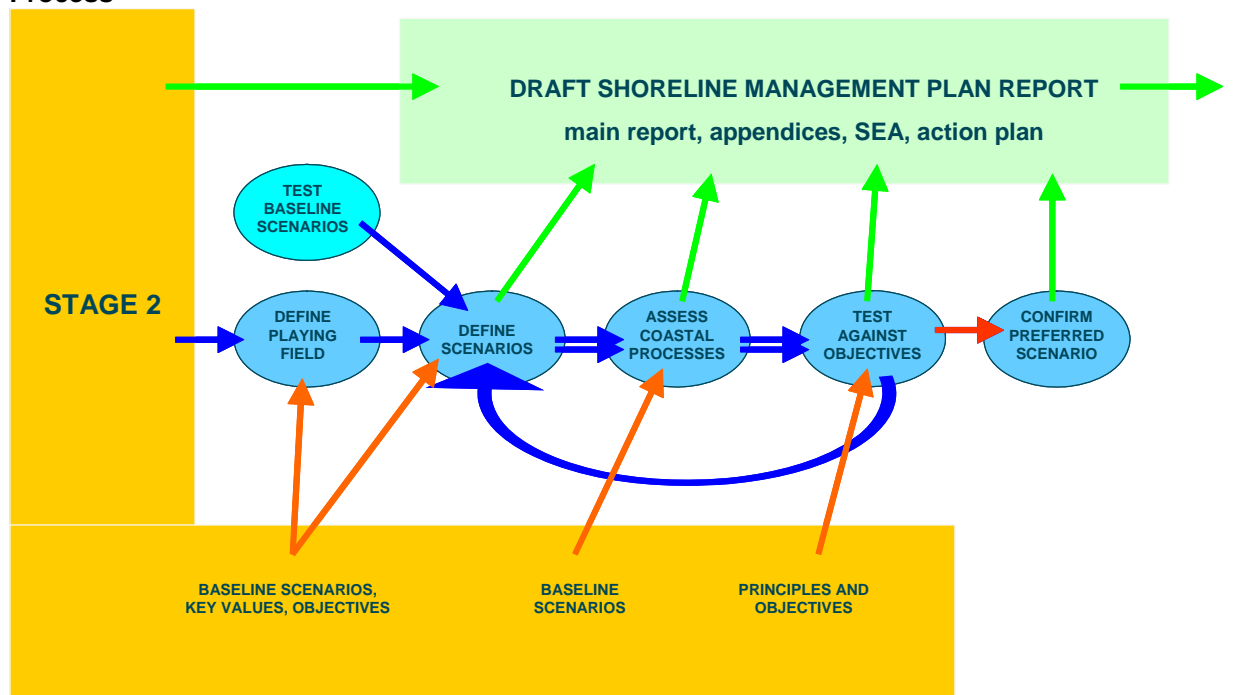 Process
DRAFT SHORELINE MANAGEMENT PLAN REPORT
main report, appendices, SEA, action plan
TEST
BASELINE
SCENARIOS
STAGE 2
DEFINE
PLAYING
FIELD
DEFINE
SCENARIOS
ASSESS
COASTAL
PROCESSES
TEST
AGAINST
OBJECTIVES
CONFIRM
PREFERRED
SCENARIO
BASELINE SCENARIOS,
KEY VALUES, OBJECTIVES
BASELINE
SCENARIOS
PRINCIPLES AND
OBJECTIVES